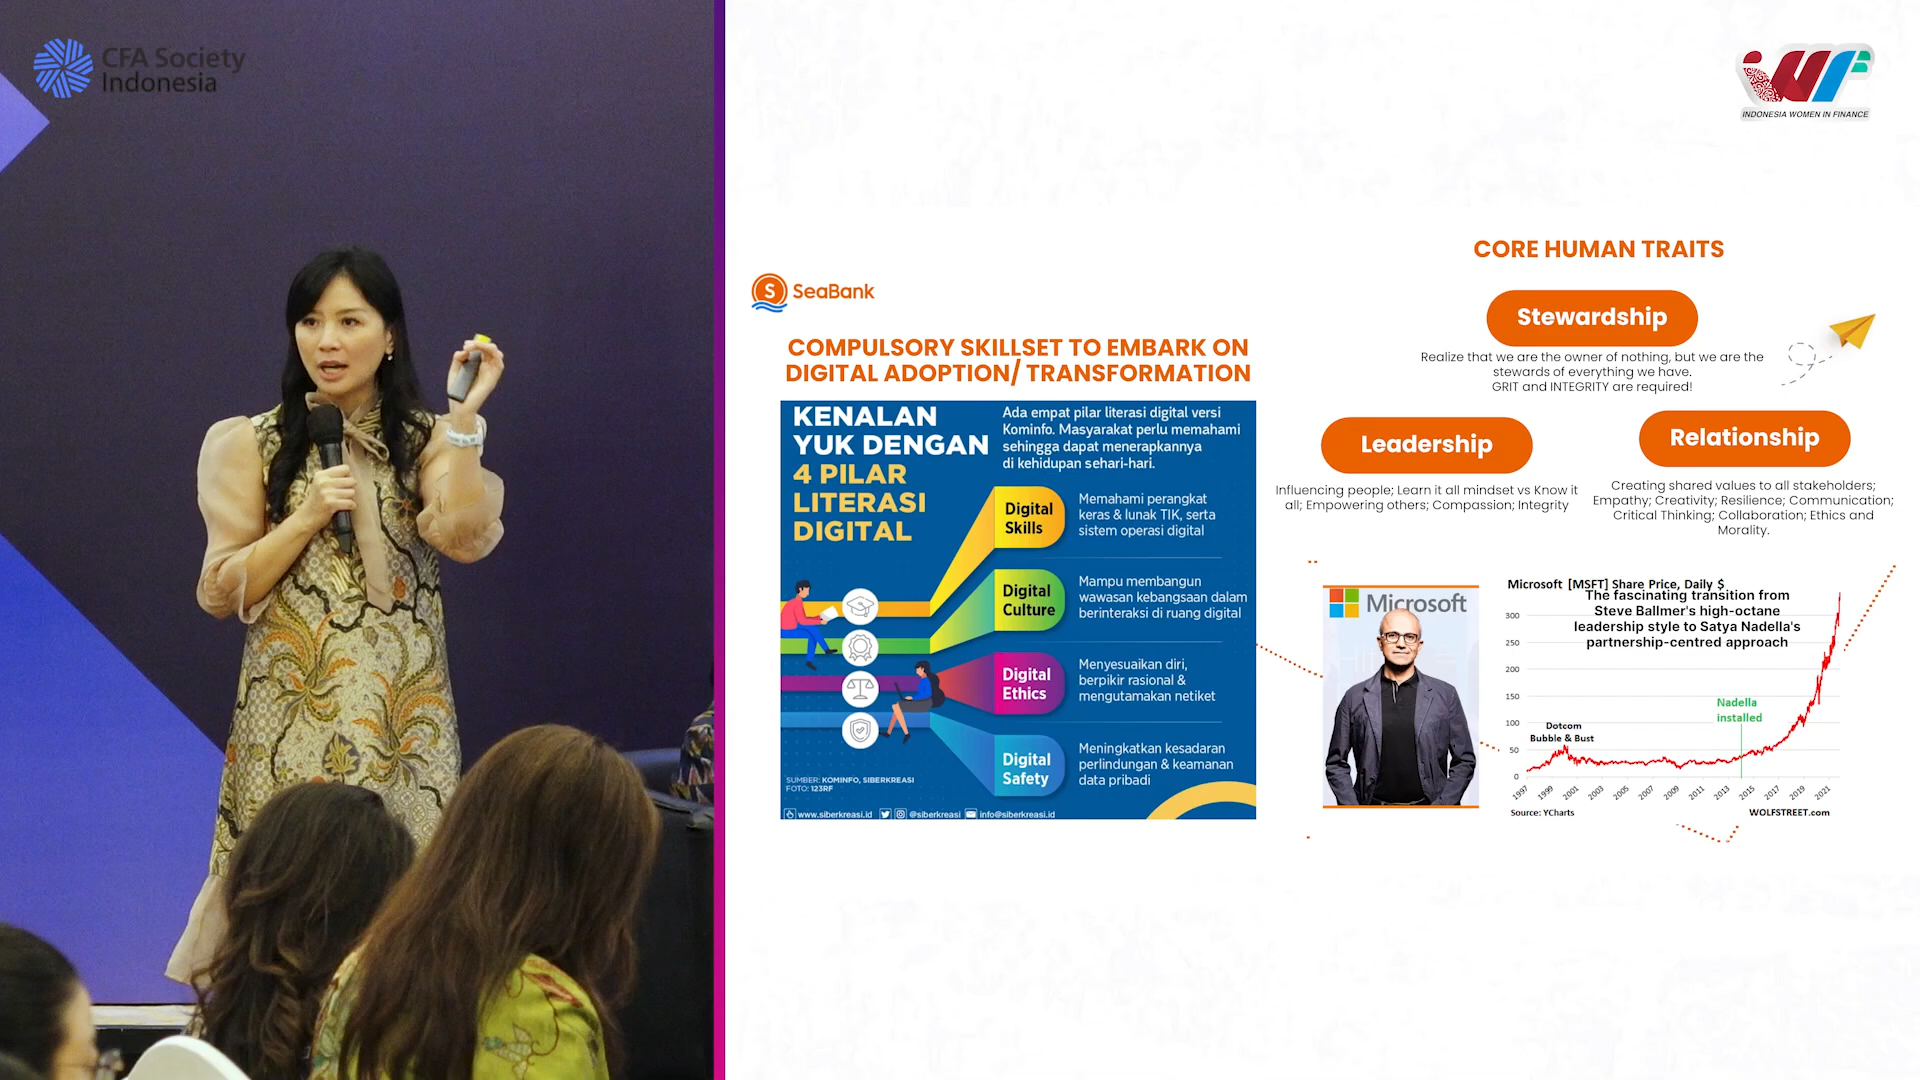 CFA Society
Indonesia
iWF
INDONESIA WOMEN IN FINANCE
S SeaBank
COMPULSORY SKILLSET TO EMBARK ON
DIGITAL ADOPTION/ TRANSFORMATION
KENALAN
YUK DENGAN
4 PILAR
LITERASI
DIGITAL
Ada empat pilar literasi digital versi
Kominfo. Masyarakat perlu memahami
sehingga dapat menerapkannya
di kehidupan sehari-hari.
Digital
Skills
Memahami perangkat
keras & lunak TIK, serta
sistem operasi digital
Digital
Culture
Mampu membangun
wawasan kebangsaan dalam
berinteraksi di ruang digital
Digital
Ethics
Menyesuaikan diri,
berpikir rasional &
mengutamakan netiket
Digital
Safety
Meningkatkan kesadaran
perlindungan & keamanan
data pribadi
SUMBER: KOMINFO, SIBERKREASI
FOTO: 123RF
www.siberkreasi.id @siberkreasi info@siberkreasi.id
CORE HUMAN TRAITS
Stewardship
Realize that we are the owner of nothing, but we are the
stewards of everything we have.
GRIT and INTEGRITY are required!
Leadership
Influencing people; Learn it all mindset vs Know it
all; Empowering others; Compassion; Integrity
Relationship
Creating shared values to all stakeholders;
Empathy; Creativity; Resilience; Communication;
Critical Thinking; Collaboration; Ethics and
Morality.
Microsoft
Microsoft [MSFT] Share Price, Daily $
The fascinating transition from
Steve Ballmer's high-octane
leadership style to Satya Nadella's
partnership-centred approach
300
250
200
150
100
50
0
Nadella
installed
Dotcom
Bubble & Bust
1997 1999 2001 2003 2005 2007 2009 2011 2013 2015 2017 2019 2021
Source: YCharts
WOLFSTREET.com